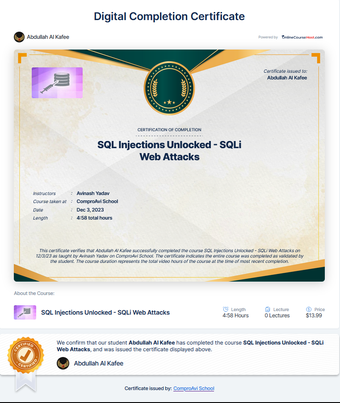 Digital Completion Certificate
Abdullah Al Kafee
Powered by OnlineCourseHost.com
Certificate issued to:
Abdullah Al Kafee
CERTIFICATION OF COMPLETION
SQL Injections Unlocked - SQLi
Web Attacks
Instructors : Avinash Yadav
Course taken at : ComproAvi School
Date : Dec 3, 2023
Length : 4:58 total hours
This certificate verifies that Abdullah Al Kafee successfully completed the course SQL Injections Unlocked - SQLi Web Attacks on
12/3/23 as taught by Avinash Yadav on ComproAvi School. The certificate indicates the entire course was completed as validated by
the student. The course duration represents the total video hours of the course at the time of most recent completion.
About the Course:
SQL Injections Unlocked - SQLi Web Attacks
Length
4:58 Hours
Lecture
0 Lectures
Price
$13.99
We confirm that our student Abdullah Al Kafee has completed the course SQL Injections Unlocked - SQLi
Web Attacks, and was issued the certificate displayed above.
Abdullah Al Kafee
Certificate issued by: ComproAvi School